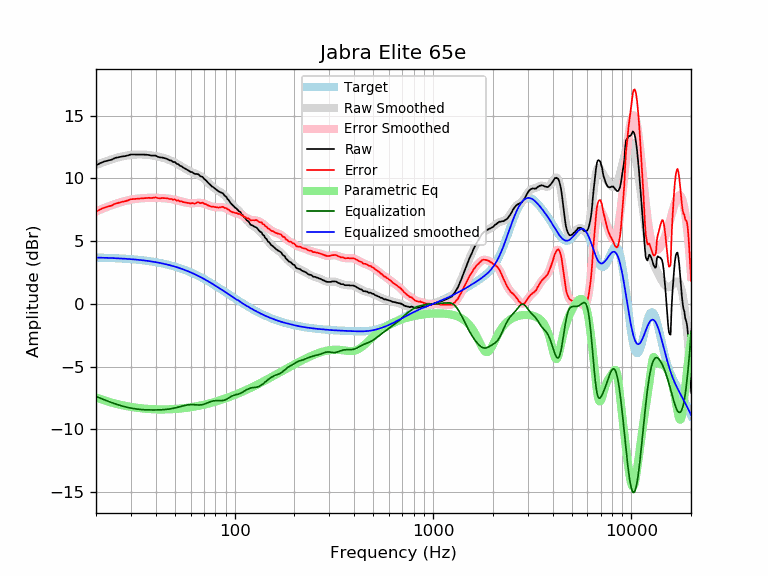 Jabra Elite 65e
Target
Raw Smoothed
Error Smoothed
Raw
Error
Parametric Eq
Equalization
Equalized smoothed
Amplitude (dBr)
15
10
5
0
−5
−10
−15
100
1000
10000
Frequency (Hz)